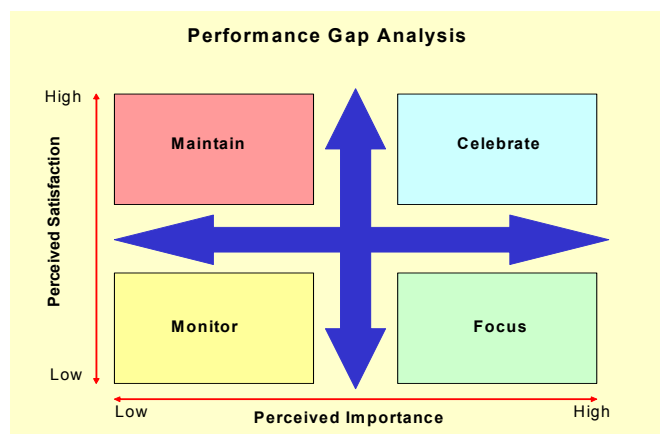 Performance Gap Analysis
High
Maintain
Celebrate
Perceived Satisfaction
Monitor
Focus
Low
Low
Perceived Importance
High